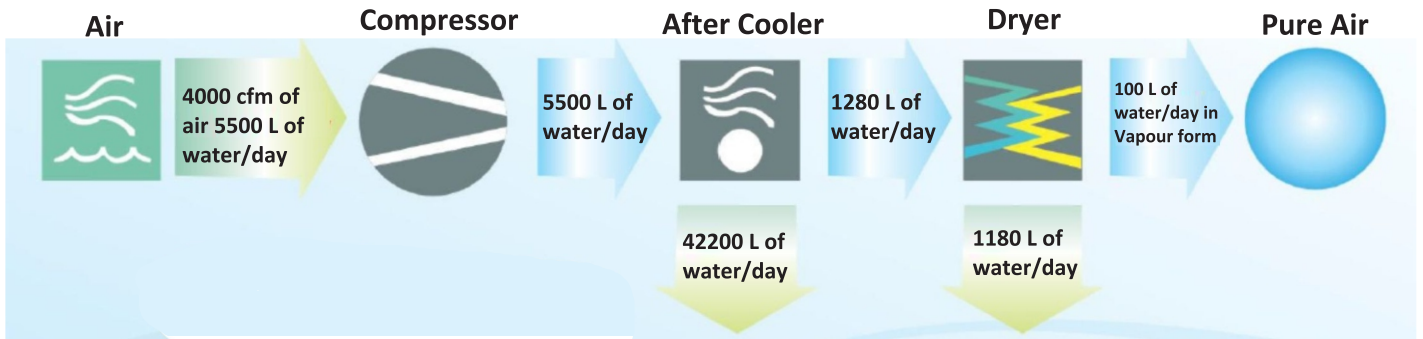 Air
Compressor
After Cooler
Dryer
Pure Air
4000 cfm of
air 5500 L of
water/day
5500 L of
water/day
1280 L of
water/day
100 L of
water/day in
Vapour form
42200 L of
water/day
1180 L of
water/day